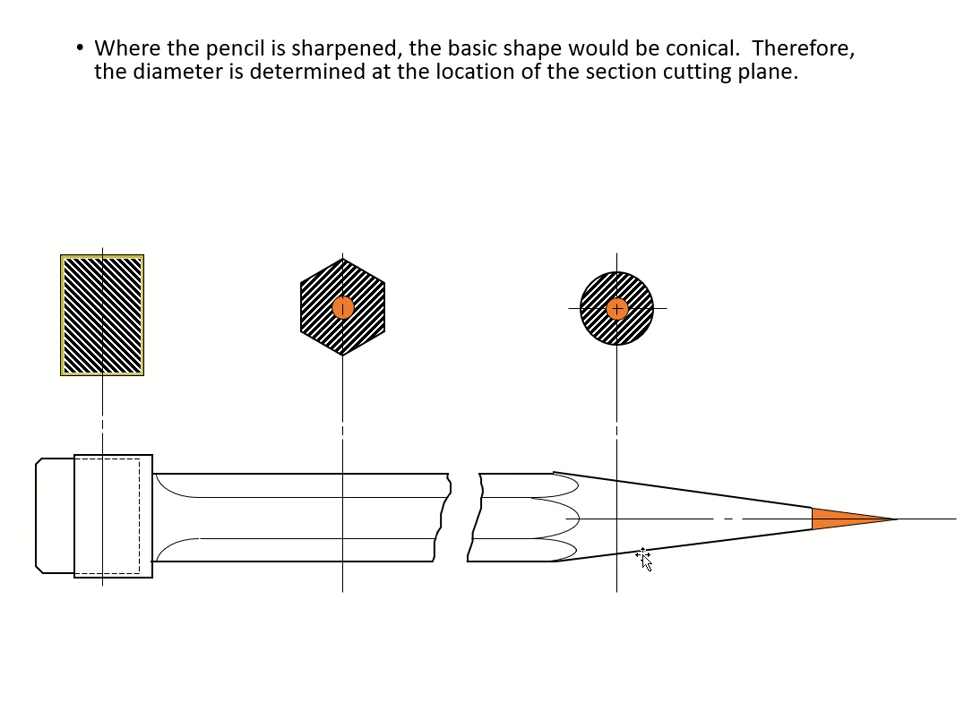 • Where the pencil is sharpened, the basic shape would be conical.  Therefore,
the diameter is determined at the location of the section cutting plane.